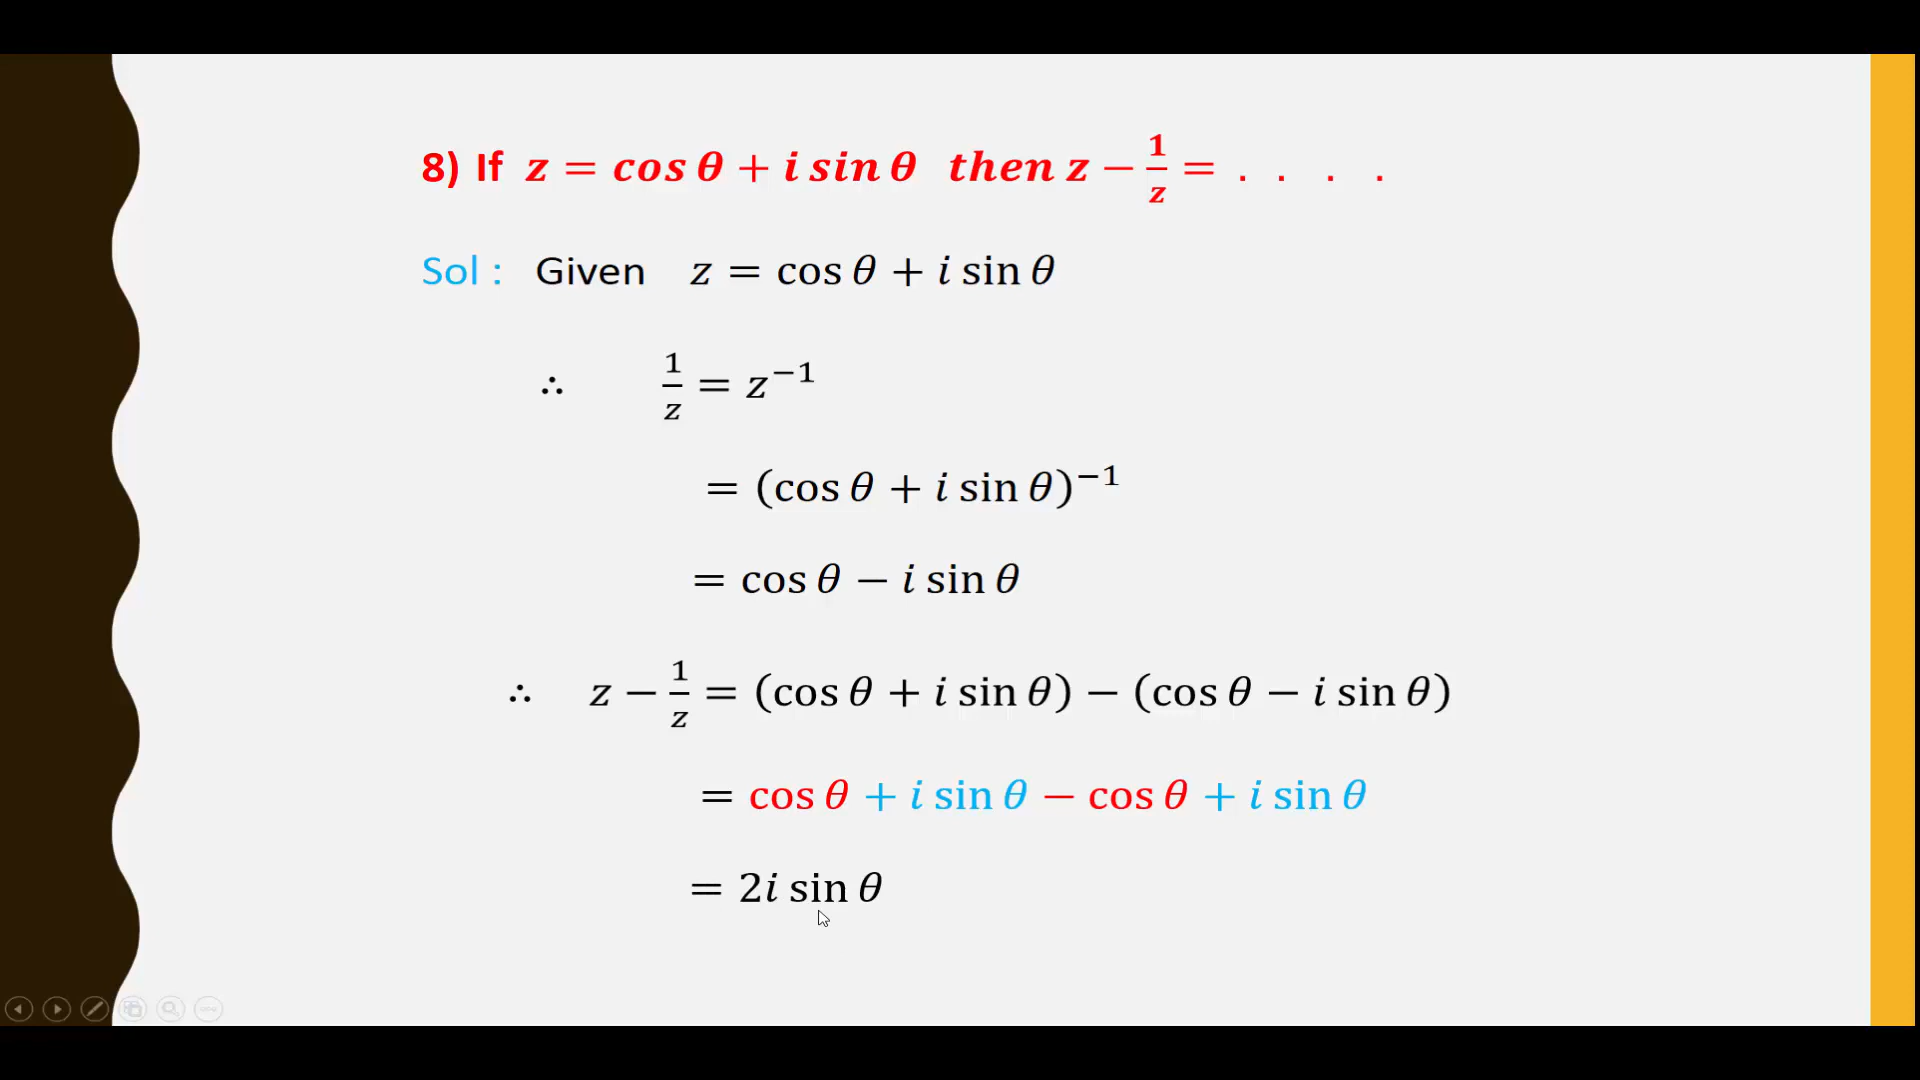 8) If z = cos θ + i sin θ then z − 1/z = . . . .
Sol : Given z = cos θ + i sin θ
∴ 1/z = z⁻¹
= (cos θ + i sin θ)⁻¹
= cos θ − i sin θ
∴ z − 1/z = (cos θ + i sin θ) − (cos θ − i sin θ)
= cos θ + i sin θ − cos θ + i sin θ
= 2i sin θ